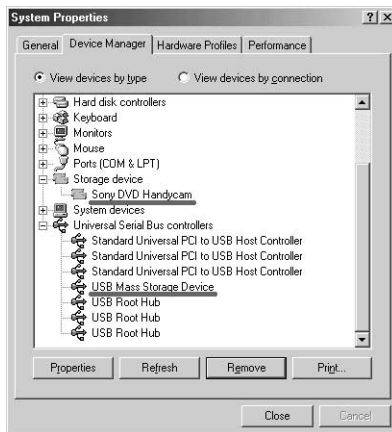 System Properties
General Device Manager Hardware Profiles Performance
View devices by type View devices by connection
Hard disk controllers
Keyboard
Monitors
Mouse
Ports (COM & LPT)
Storage device
Sony DVD Handycam
System devices
Universal Serial Bus controllers
Standard Universal PCI to USB Host Controller
Standard Universal PCI to USB Host Controller
Standard Universal PCI to USB Host Controller
USB Mass Storage Device
USB Root Hub
USB Root Hub
USB Root Hub
Properties Refresh Remove Print...
Close Cancel